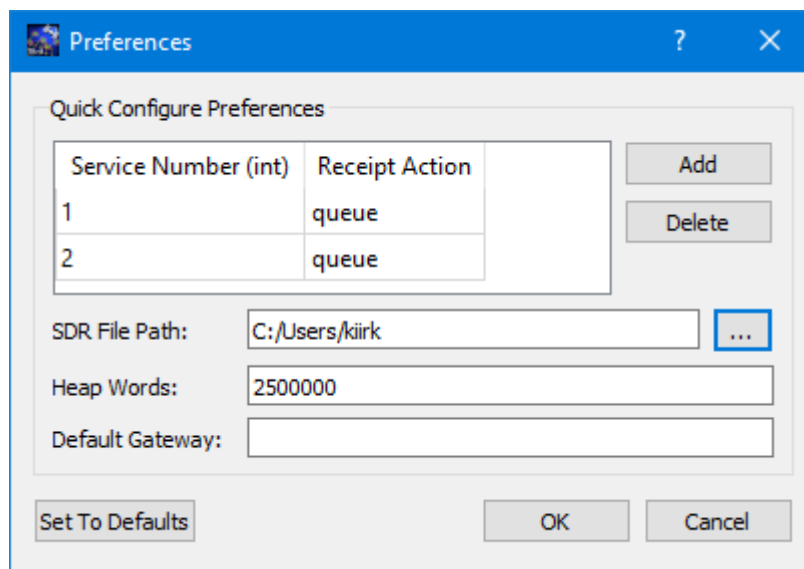 Preferences ? ✕
Quick Configure Preferences
Service Number (int) Receipt Action Add
1 queue
Delete
2 queue
SDR File Path: C:/Users/kiirk ...
Heap Words: 2500000
Default Gateway:
Set To Defaults OK Cancel